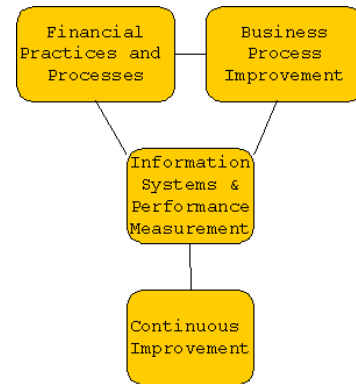 Financial
Practices and
Processes
Business
Process
Improvement
Information
Systems &
Performance
Measurement
Continuous
Improvement